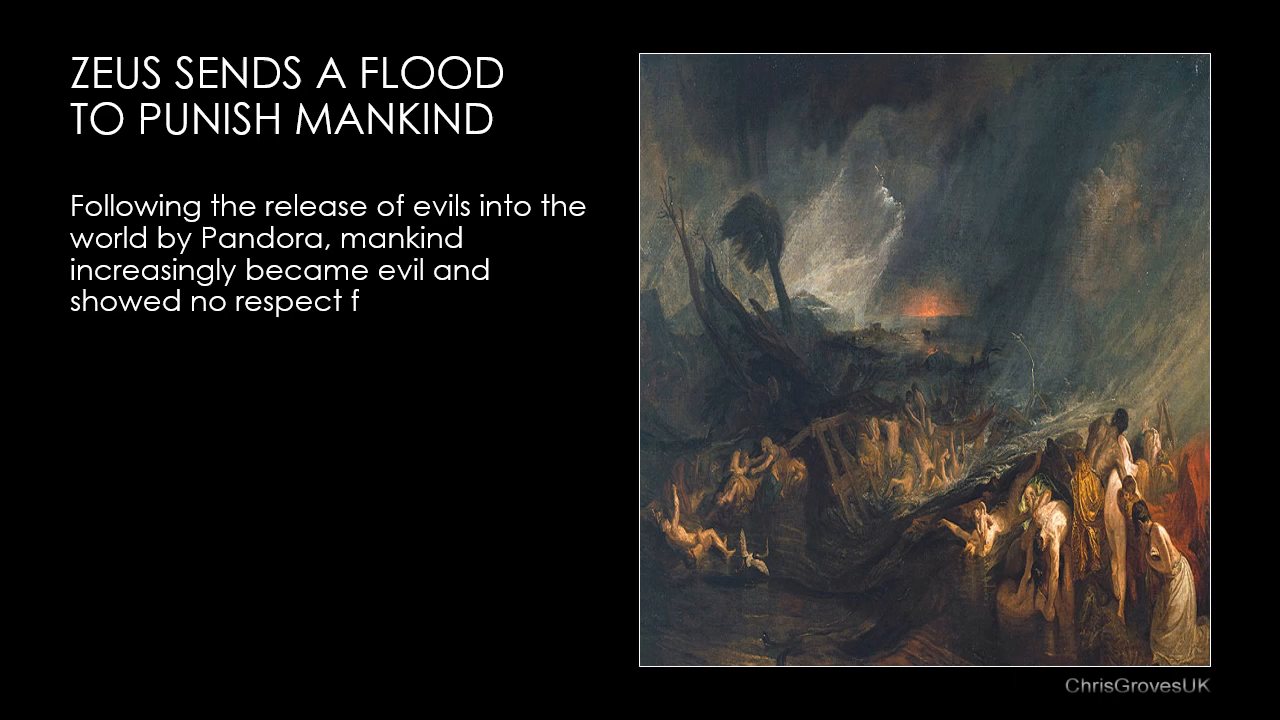 ZEUS SENDS A FLOOD
TO PUNISH MANKIND
Following the release of evils into the
world by Pandora, mankind
increasingly became evil and
showed no respect f
ChrisGrovesUK